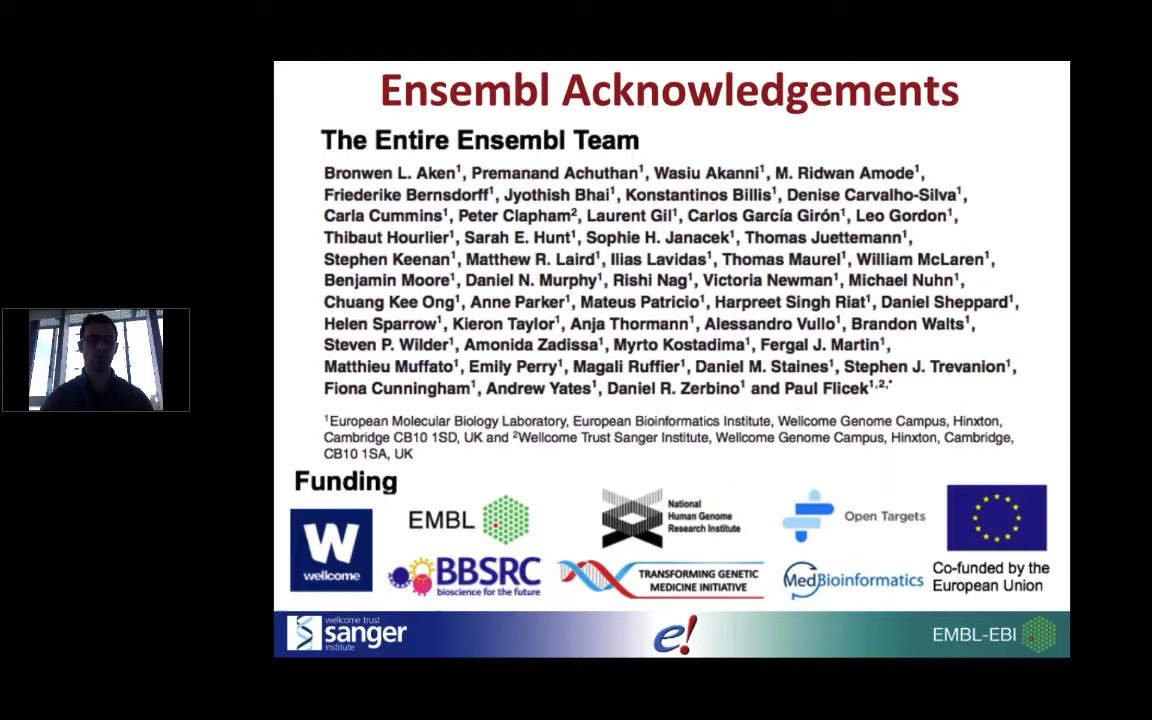 Ensembl Acknowledgements
The Entire Ensembl Team
Bronwen L. Aken¹, Premanand Achuthan¹, Wasiu Akanni¹, M. Ridwan Amode¹,
Friederike Bernsdorff¹, Jyothish Bhai¹, Konstantinos Billis¹, Denise Carvalho-Silva¹,
Carla Cummins¹, Peter Clapham², Laurent Gil¹, Carlos García Girón¹, Leo Gordon¹,
Thibaut Hourlier¹, Sarah E. Hunt¹, Sophie H. Janacek¹, Thomas Juettemann¹,
Stephen Keenan¹, Matthew R. Laird¹, Ilias Lavidas¹, Thomas Maurel¹, William McLaren¹,
Benjamin Moore¹, Daniel N. Murphy¹, Rishi Nag¹, Victoria Newman¹, Michael Nuhn¹,
Chuang Kee Ong¹, Anne Parker¹, Mateus Patricio¹, Harpreet Singh Riat¹, Daniel Sheppard¹,
Helen Sparrow¹, Kieron Taylor¹, Anja Thormann¹, Alessandro Vullo¹, Brandon Walts¹,
Steven P. Wilder¹, Amonida Zadissa¹, Myrto Kostadima¹, Fergal J. Martin¹,
Matthieu Muffato¹, Emily Perry¹, Magali Ruffier¹, Daniel M. Staines¹, Stephen J. Trevanion¹,
Fiona Cunningham¹, Andrew Yates¹, Daniel R. Zerbino¹ and Paul Flicek¹,²,*
¹European Molecular Biology Laboratory, European Bioinformatics Institute, Wellcome Genome Campus, Hinxton,
Cambridge CB10 1SD, UK and ²Wellcome Trust Sanger Institute, Wellcome Genome Campus, Hinxton, Cambridge,
CB10 1SA, UK
Funding
W
wellcome
EMBL
National
Human Genome
Research Institute
Open Targets
BBSRC
bioscience for the future
TRANSFORMING GENETIC
MEDICINE INITIATIVE
MedBioinformatics
Co-funded by the
European Union
wellcome trust
sanger
institute
e!
EMBL-EBI